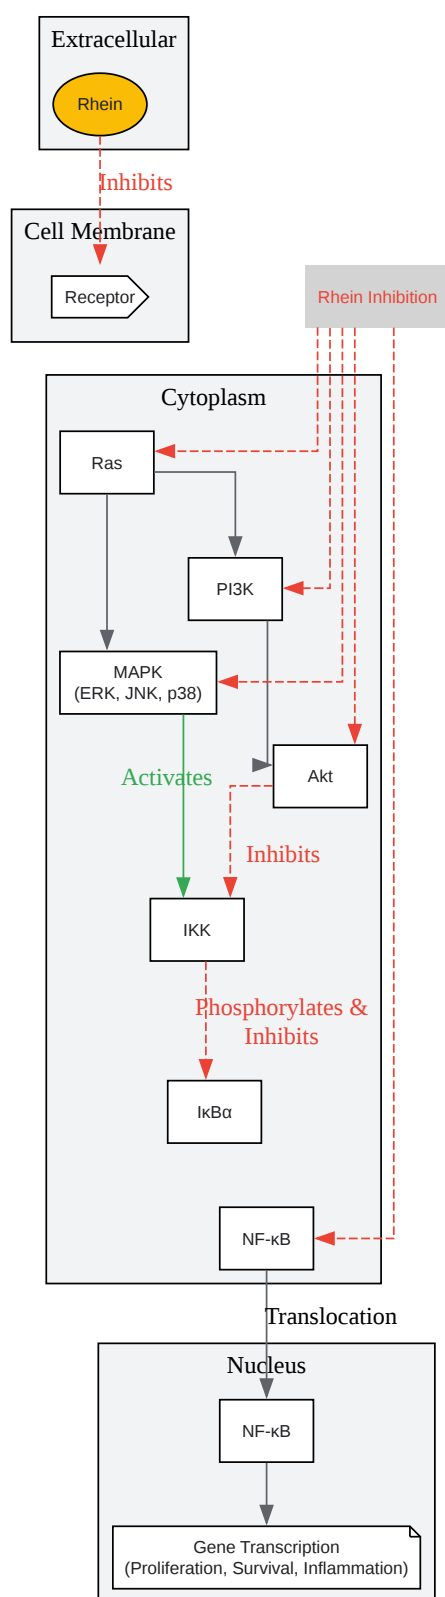 Extracellular
Rhein
Inhibits
Cell Membrane
Receptor
Rhein Inhibition
Cytoplasm
Ras
PI3K
MAPK
(ERK, JNK, p38)
Akt
Activates
Inhibits
IKK
Phosphorylates &
Inhibits
IκBα
NF-κB
Translocation
Nucleus
NF-κB
Gene Transcription
(Proliferation, Survival, Inflammation)